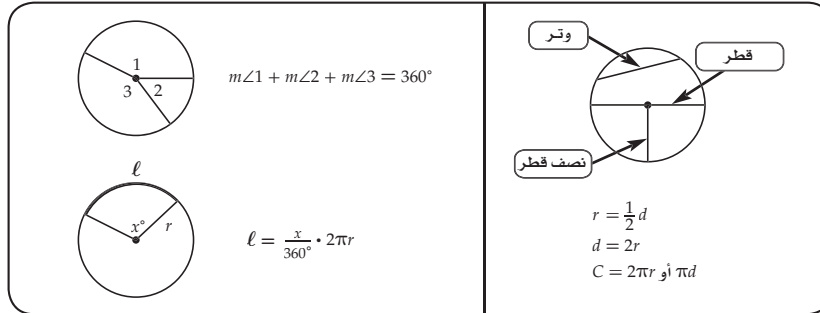 1
2
3
m∠1 + m∠2 + m∠3 = 360°
ℓ
x°
r
ℓ = x/360° • 2πr
وتر
قطر
نصف قطر
r = 1/2 d
d = 2r
C = 2πr أو πd